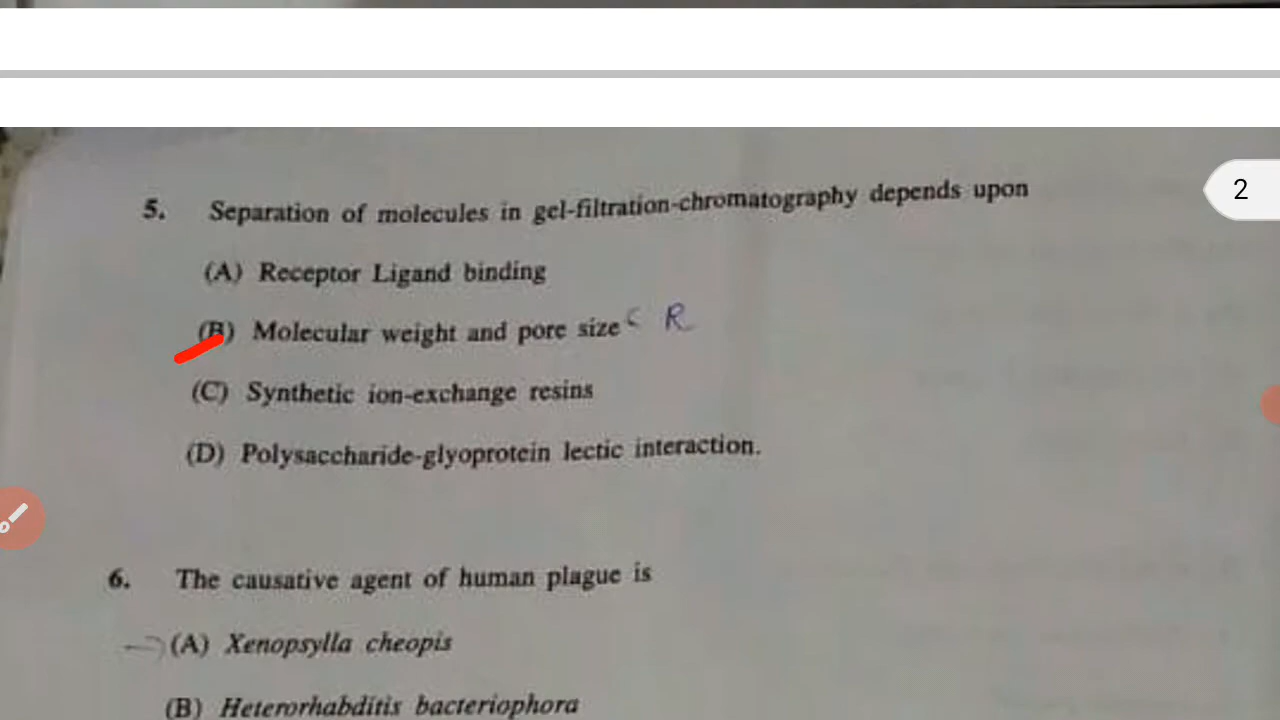 2
5. Separation of molecules in gel-filtration-chromatography depends upon
(A) Receptor Ligand binding
(B) Molecular weight and pore size R
(C) Synthetic ion-exchange resins
(D) Polysaccharide-glyoprotein lectic interaction.
6. The causative agent of human plague is
(A) Xenopsylla cheopis
(B) Heterorhabditis bacteriophora